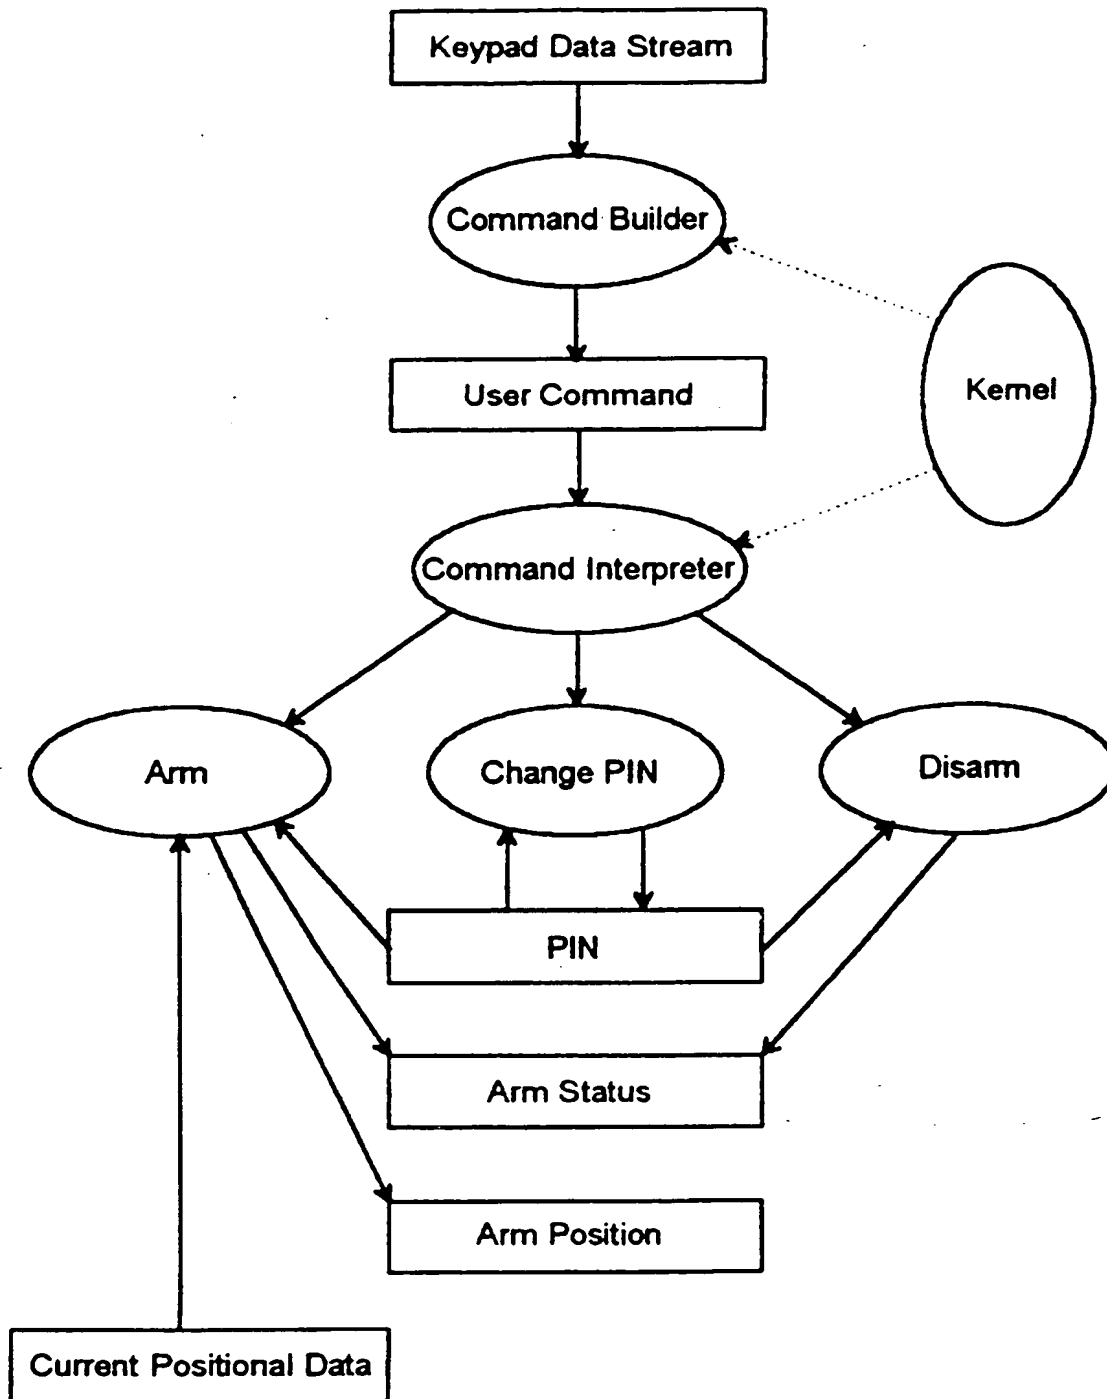 Keypad Data Stream
Command Builder
User Command
Kernel
Command Interpreter
Arm
Change PIN
Disarm
PIN
Arm Status
Arm Position
Current Positional Data